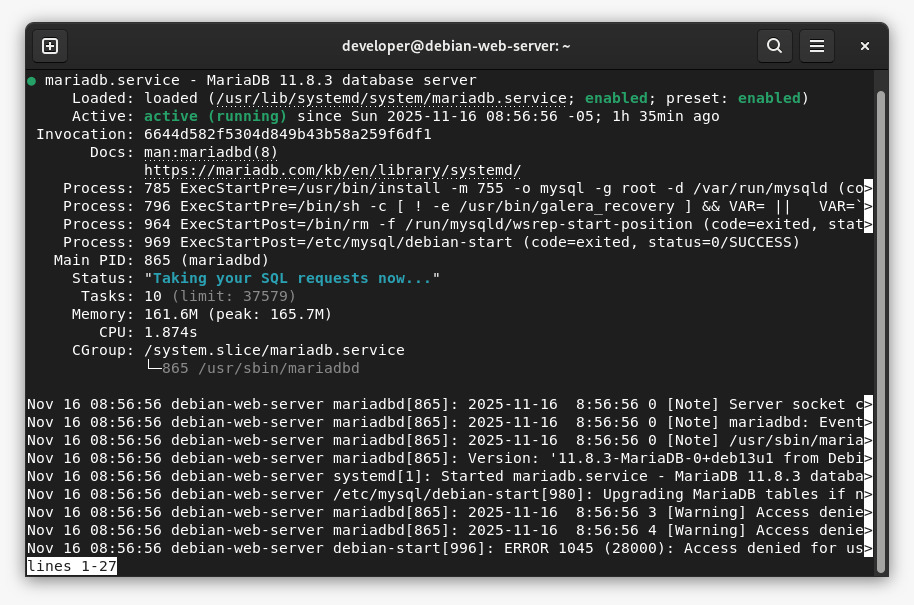 developer@debian-web-server: ~
● mariadb.service - MariaDB 11.8.3 database server
     Loaded: loaded (/usr/lib/systemd/system/mariadb.service; enabled; preset: enabled)
     Active: active (running) since Sun 2025-11-16 08:56:56 -05; 1h 35min ago
 Invocation: 6644d582f5304d849b43b58a259f6df1
       Docs: man:mariadbd(8)
             https://mariadb.com/kb/en/library/systemd/
    Process: 785 ExecStartPre=/usr/bin/install -m 755 -o mysql -g root -d /var/run/mysqld (co>
    Process: 796 ExecStartPre=/bin/sh -c [ ! -e /usr/bin/galera_recovery ] && VAR= ||   VAR=`>
    Process: 964 ExecStartPost=/bin/rm -f /run/mysqld/wsrep-start-position (code=exited, stat>
    Process: 969 ExecStartPost=/etc/mysql/debian-start (code=exited, status=0/SUCCESS)
   Main PID: 865 (mariadbd)
     Status: "Taking your SQL requests now..."
      Tasks: 10 (limit: 37579)
     Memory: 161.6M (peak: 165.7M)
        CPU: 1.874s
     CGroup: /system.slice/mariadb.service
             └─865 /usr/sbin/mariadbd
Nov 16 08:56:56 debian-web-server mariadbd[865]: 2025-11-16  8:56:56 0 [Note] Server socket c>
Nov 16 08:56:56 debian-web-server mariadbd[865]: 2025-11-16  8:56:56 0 [Note] mariadbd: Event>
Nov 16 08:56:56 debian-web-server mariadbd[865]: 2025-11-16  8:56:56 0 [Note] /usr/sbin/maria>
Nov 16 08:56:56 debian-web-server mariadbd[865]: Version: '11.8.3-MariaDB-0+deb13u1 from Debi>
Nov 16 08:56:56 debian-web-server systemd[1]: Started mariadb.service - MariaDB 11.8.3 databa>
Nov 16 08:56:56 debian-web-server /etc/mysql/debian-start[980]: Upgrading MariaDB tables if n>
Nov 16 08:56:56 debian-web-server mariadbd[865]: 2025-11-16  8:56:56 3 [Warning] Access denie>
Nov 16 08:56:56 debian-web-server mariadbd[865]: 2025-11-16  8:56:56 4 [Warning] Access denie>
Nov 16 08:56:56 debian-web-server debian-start[996]: ERROR 1045 (28000): Access denied for us>
lines 1-27